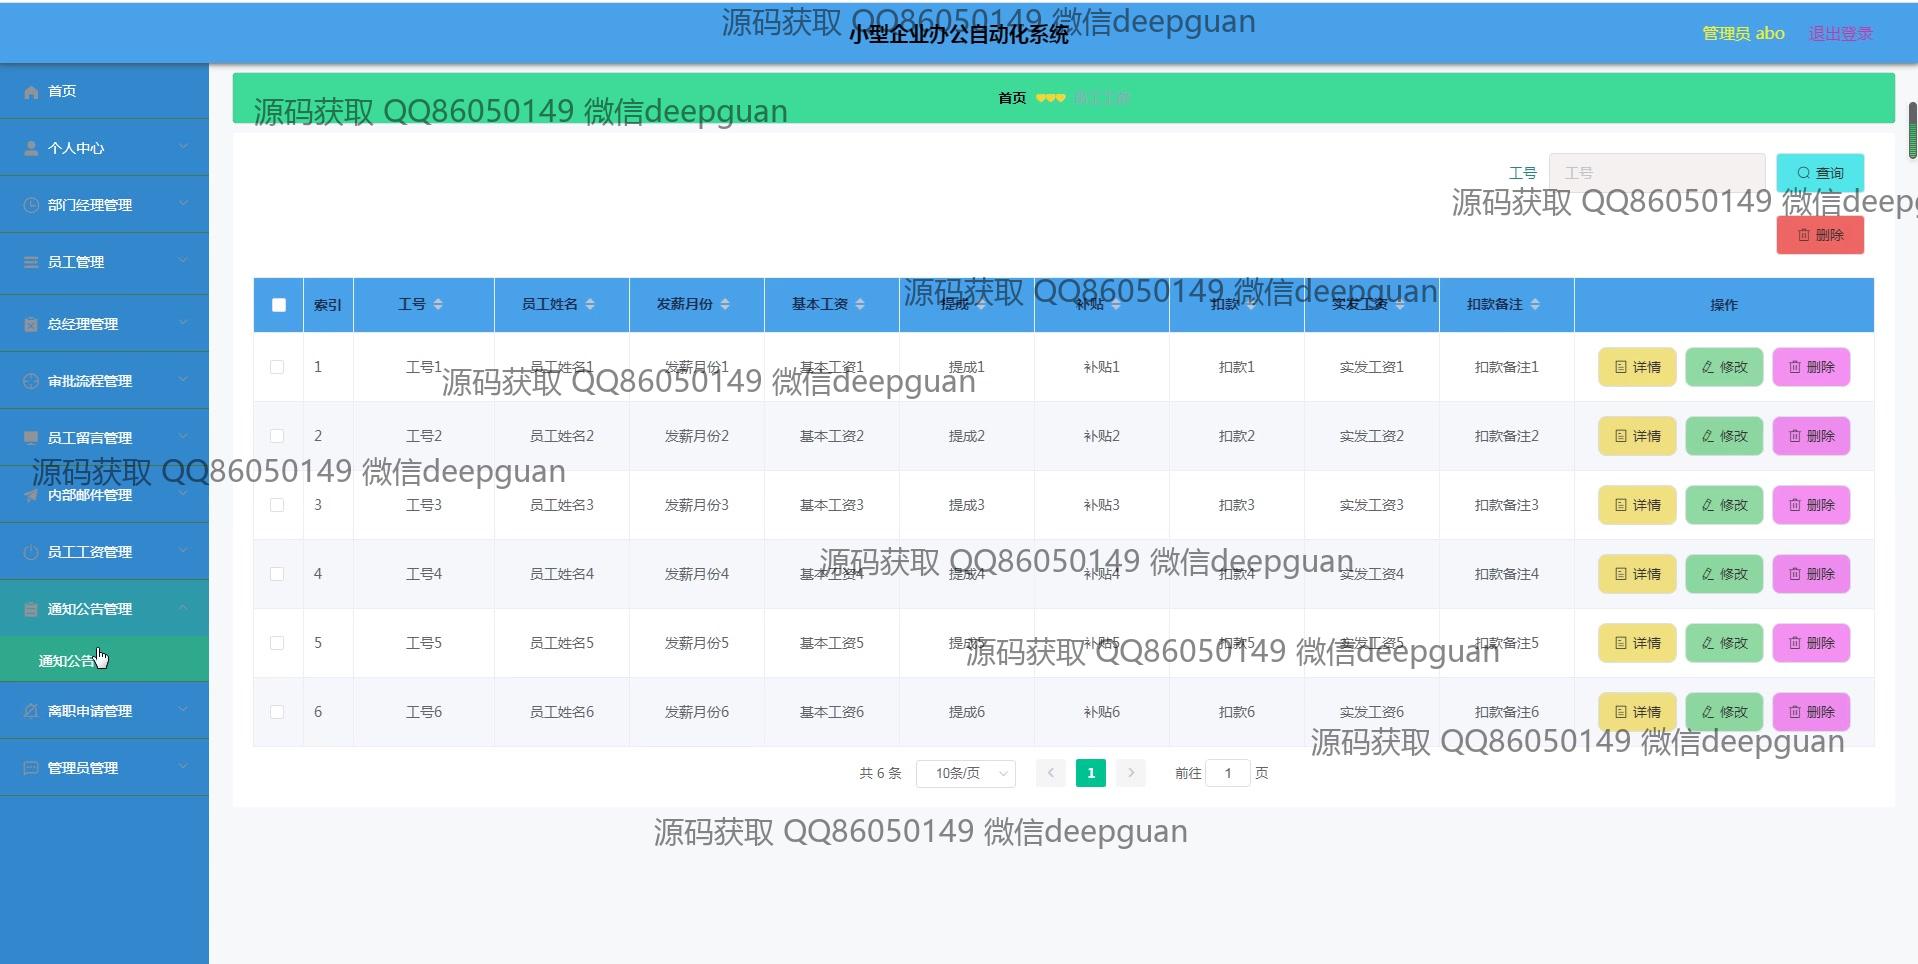 小型企业办公自动化系统
管理员 abo
退出登录
源码获取 QQ86050149 微信deepguan
首页
个人中心
部门经理管理
员工管理
总经理管理
审批流程管理
员工留言管理
内部邮件管理
员工工资管理
通知公告管理
通知公告
离职申请管理
管理员管理
首页 员工工资
源码获取 QQ86050149 微信deepguan
工号 工号 查询
源码获取 QQ86050149 微信deepg
删除
索引 工号 员工姓名 发薪月份 基本工资 提成 补贴 扣款 实发工资 扣款备注 操作
源码获取 QQ86050149 微信deepguan
1 工号1 员工姓名1 发薪月份1 基本工资1 提成1 补贴1 扣款1 实发工资1 扣款备注1 详情 修改 删除
源码获取 QQ86050149 微信deepguan
2 工号2 员工姓名2 发薪月份2 基本工资2 提成2 补贴2 扣款2 实发工资2 扣款备注2 详情 修改 删除
源码获取 QQ86050149 微信deepguan
3 工号3 员工姓名3 发薪月份3 基本工资3 提成3 补贴3 扣款3 实发工资3 扣款备注3 详情 修改 删除
源码获取 QQ86050149 微信deepguan
4 工号4 员工姓名4 发薪月份4 基本工资4 提成4 补贴4 扣款4 实发工资4 扣款备注4 详情 修改 删除
5 工号5 员工姓名5 发薪月份5 基本工资5 提成5 补贴5 扣款5 实发工资5 扣款备注5 详情 修改 删除
源码获取 QQ86050149 微信deepguan
6 工号6 员工姓名6 发薪月份6 基本工资6 提成6 补贴6 扣款6 实发工资6 扣款备注6 详情 修改 删除
源码获取 QQ86050149 微信deepguan
共 6 条 10条/页 1 前往 1 页
源码获取 QQ86050149 微信deepguan